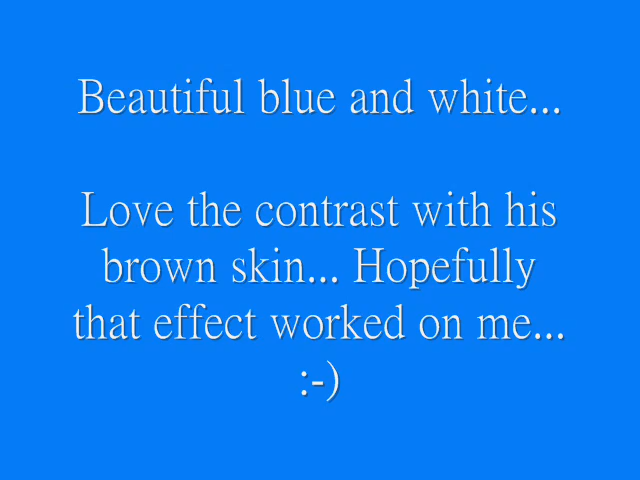 Beautiful blue and white...
Love the contrast with his
brown skin... Hopefully
that effect worked on me...
:-)